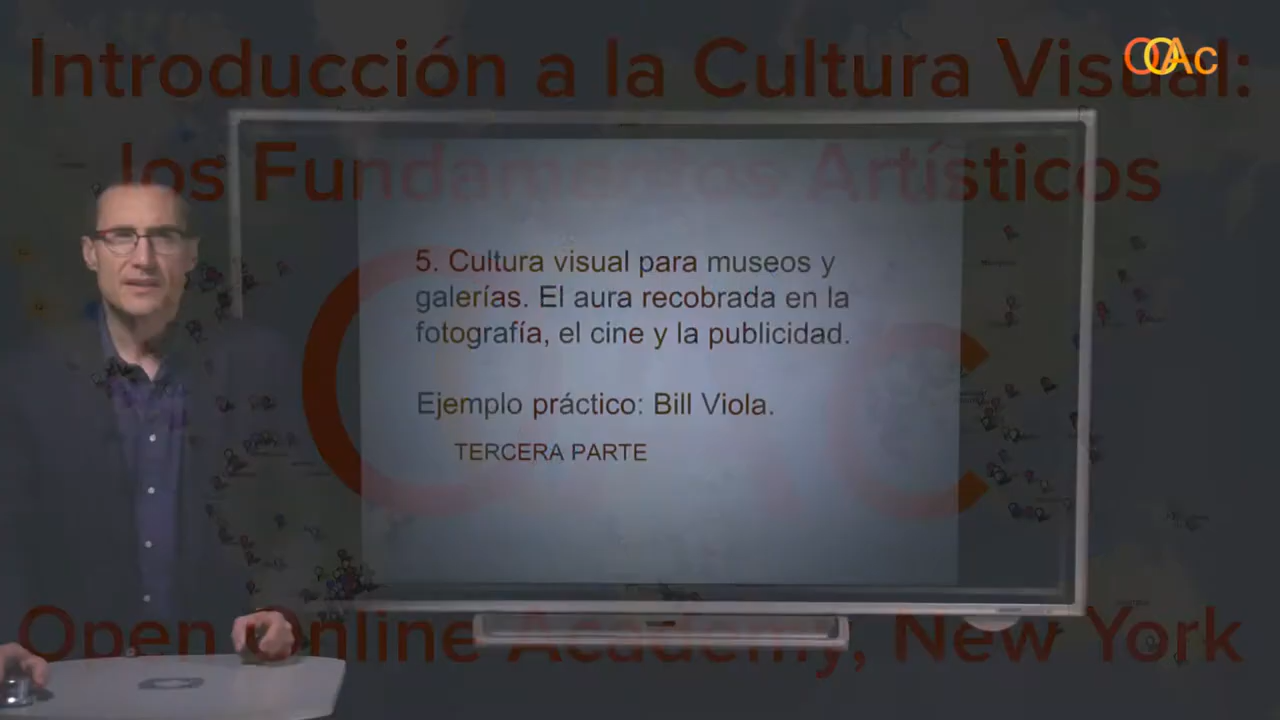 Introducción a la Cultura Visual:
OOAc
los Fundamentos Artísticos
5. Cultura visual para museos y
galerías. El aura recobrada en la
fotografía, el cine y la publicidad.
Ejemplo práctico: Bill Viola.
TERCERA PARTE
Open Online Academy, New York